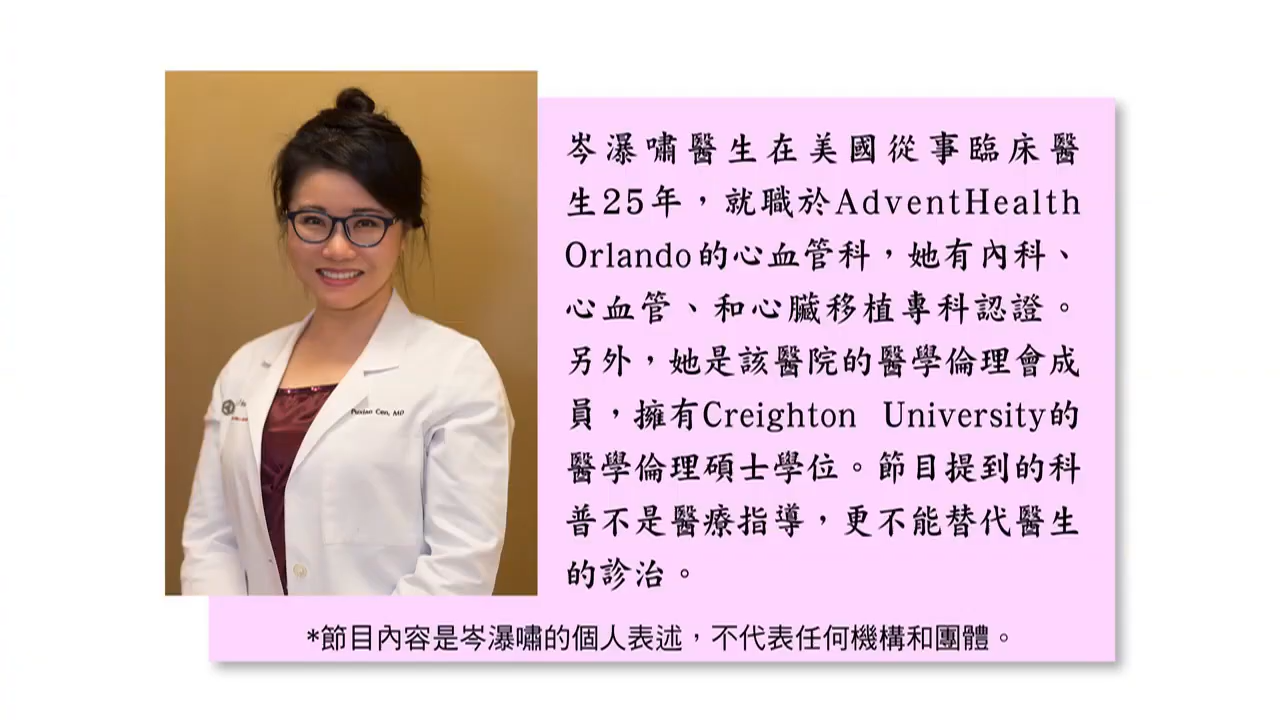 岑瀑嘯醫生在美國從事臨床醫
生25年，就職於AdventHealth
Orlando的心血管科，她有內科、
心血管、和心臟移植專科認證。
另外，她是該醫院的醫學倫理會成
員，擁有Creighton University的
醫學倫理碩士學位。節目提到的科
普不是醫療指導，更不能替代醫生
的診治。
*節目內容是岑瀑嘯的個人表述，不代表任何機構和團體。
Cen, MD